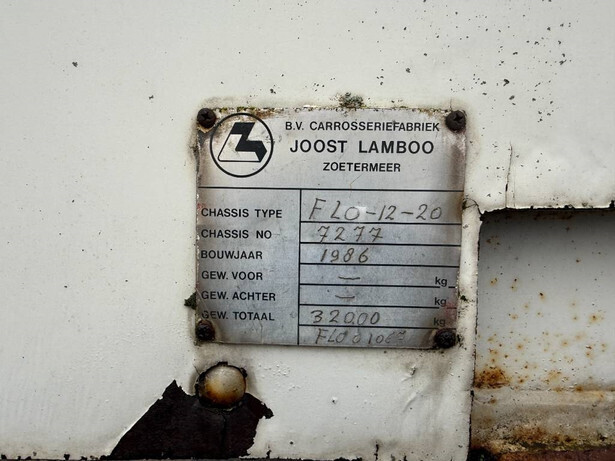 B.V. CARROSSERIEFABRIEK
JOOST LAMBOO
ZOETERMEER
CHASSIS TYPE FLO-12-20
CHASSIS NO 7277
BOUWJAAR 1986
GEW. VOOR — kg
GEW. ACHTER — kg
GEW. TOTAAL 32000 kg